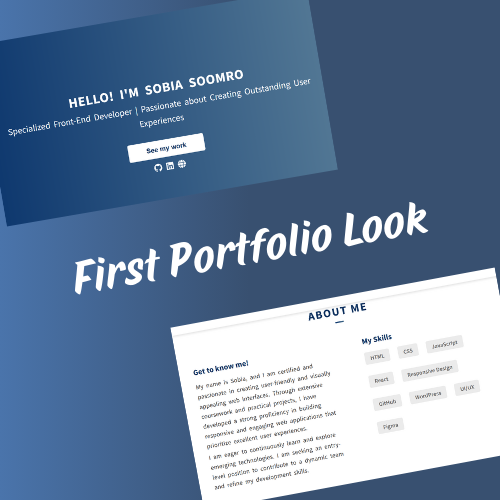 HELLO! I'M SOBIA SOOMRO
Specialized Front-End Developer | Passionate about Creating Outstanding User
Experiences
See my work
First Portfolio Look
ABOUT ME
Get to know me!
My name is Sobia, and I am certified and
passionate in creating user-friendly and visually
appealing web interfaces. Through extensive
coursework and practical projects, I have
developed a strong proficiency in building
responsive and engaging web applications that
prioritize excellent user experiences.
I am eager to continuously learn and explore
emerging technologies. I am seeking an entry-
level position to contribute to a dynamic team
and refine my development skills.
My Skills
HTML CSS JavaScript
React Responsive Design
GitHub WordPress UI/UX
Figma